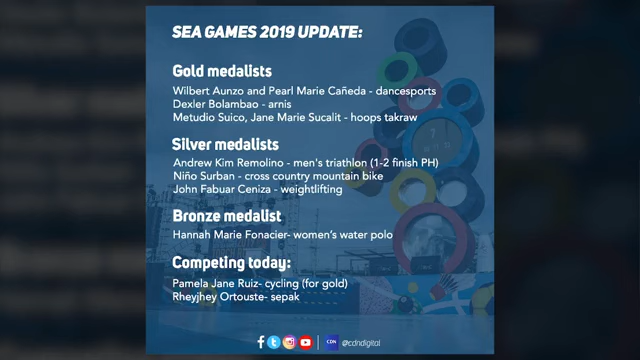 SEA GAMES 2019 UPDATE:
Gold medalists
Wilbert Aunzo and Pearl Marie Cañeda - dancesports
Dexler Bolambao - arnis
Metudio Suico, Jane Marie Sucalit - hoops takraw
Silver medalists
Andrew Kim Remolino - men's triathlon (1-2 finish PH)
Niño Surban - cross country mountain bike
John Fabuar Ceniza - weightlifting
Bronze medalist
Hannah Marie Fonacier- women's water polo
Competing today:
Pamela Jane Ruiz- cycling (for gold)
Rheyjhey Ortouste- sepak
CDN @cdndigital